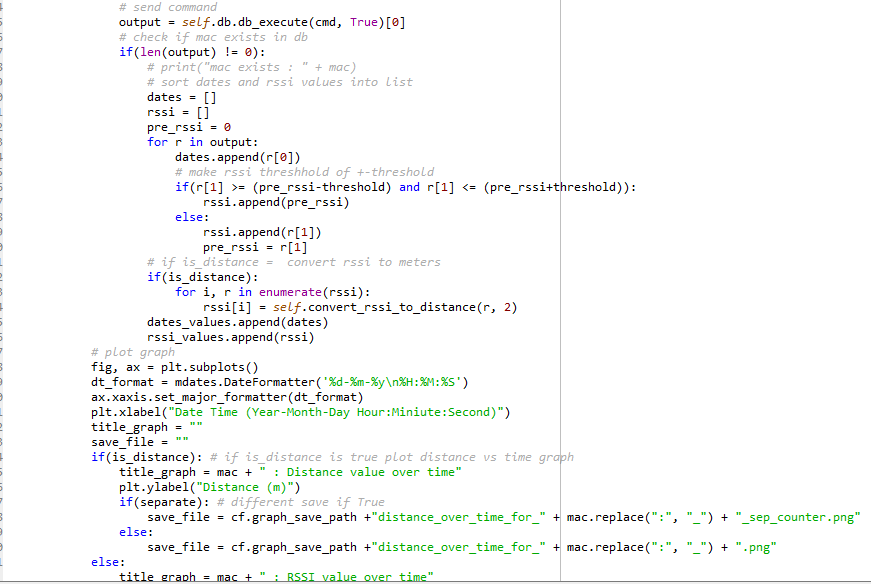 # send command
output = self.db.db_execute(cmd, True)[0]
# check if mac exists in db
if(len(output) != 0):
# print("mac exists : " + mac)
# sort dates and rssi values into list
dates = []
rssi = []
pre_rssi = 0
for r in output:
dates.append(r[0])
# make rssi threshhold of +-threshold
if(r[1] >= (pre_rssi-threshold) and r[1] <= (pre_rssi+threshold)):
rssi.append(pre_rssi)
else:
rssi.append(r[1])
pre_rssi = r[1]
# if is_distance =  convert rssi to meters
if(is_distance):
for i, r in enumerate(rssi):
rssi[i] = self.convert_rssi_to_distance(r, 2)
dates_values.append(dates)
rssi_values.append(rssi)
# plot graph
fig, ax = plt.subplots()
dt_format = mdates.DateFormatter('%d-%m-%y\n%H:%M:%S')
ax.xaxis.set_major_formatter(dt_format)
plt.xlabel("Date Time (Year-Month-Day Hour:Miniute:Second)")
title_graph = ""
save_file = ""
if(is_distance): # if is_distance is true plot distance vs time graph
title_graph = mac + " : Distance value over time"
plt.ylabel("Distance (m)")
if(separate): # different save if True
save_file = cf.graph_save_path +"distance_over_time_for_" + mac.replace(":", "_") + "_sep_counter.png"
else:
save_file = cf.graph_save_path +"distance_over_time_for_" + mac.replace(":", "_") + ".png"
else:
title_graph = mac + " : RSSI value over time"